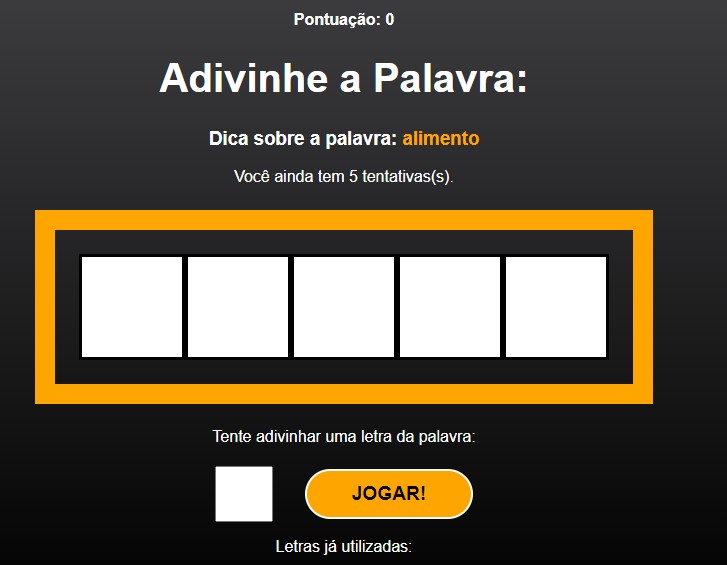 Pontuação: 0
Adivinhe a Palavra:
Dica sobre a palavra: alimento
Você ainda tem 5 tentativas(s).
Tente adivinhar uma letra da palavra:
JOGAR!
Letras já utilizadas: